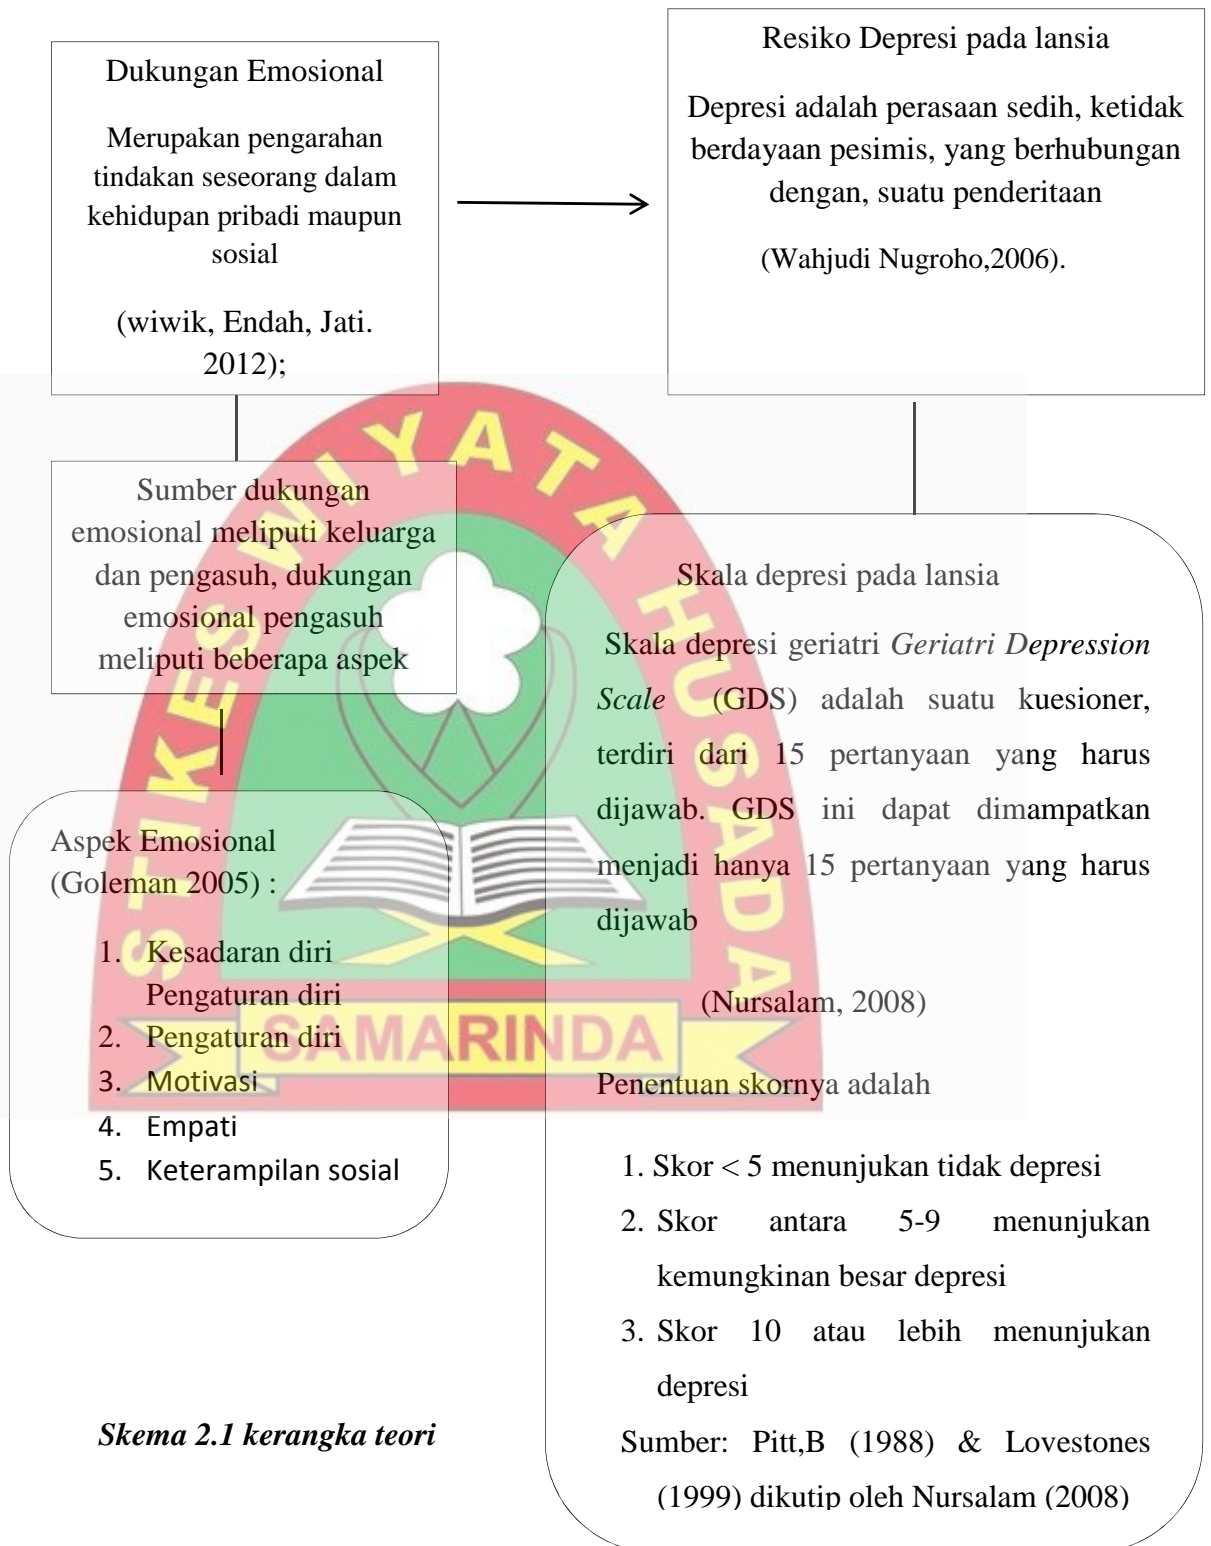 Dukungan Emosional
Merupakan pengarahan
tindakan seseorang dalam
kehidupan pribadi maupun
sosial
(wiwik, Endah, Jati.
2012);
Resiko Depresi pada lansia
Depresi adalah perasaan sedih, ketidak
berdayaan pesimis, yang berhubungan
dengan, suatu penderitaan
(Wahjudi Nugroho,2006).
Sumber dukungan
emosional meliputi keluarga
dan pengasuh, dukungan
emosional pengasuh
meliputi beberapa aspek
Aspek Emosional
(Goleman 2005) :
1. Kesadaran diri
Pengaturan diri
2. Pengaturan diri
3. Motivasi
4. Empati
5. Keterampilan sosial
Skala depresi pada lansia
Skala depresi geriatri Geriatri Depression
Scale (GDS) adalah suatu kuesioner,
terdiri dari 15 pertanyaan yang harus
dijawab. GDS ini dapat dimampatkan
menjadi hanya 15 pertanyaan yang harus
dijawab
(Nursalam, 2008)
Penentuan skornya adalah
1. Skor < 5 menunjukan tidak depresi
2. Skor antara 5-9 menunjukan
kemungkinan besar depresi
3. Skor 10 atau lebih menunjukan
depresi
Sumber: Pitt,B (1988) & Lovestones
(1999) dikutip oleh Nursalam (2008)
Skema 2.1 kerangka teori
STIKES WIYATA HUSADA
SAMARINDA